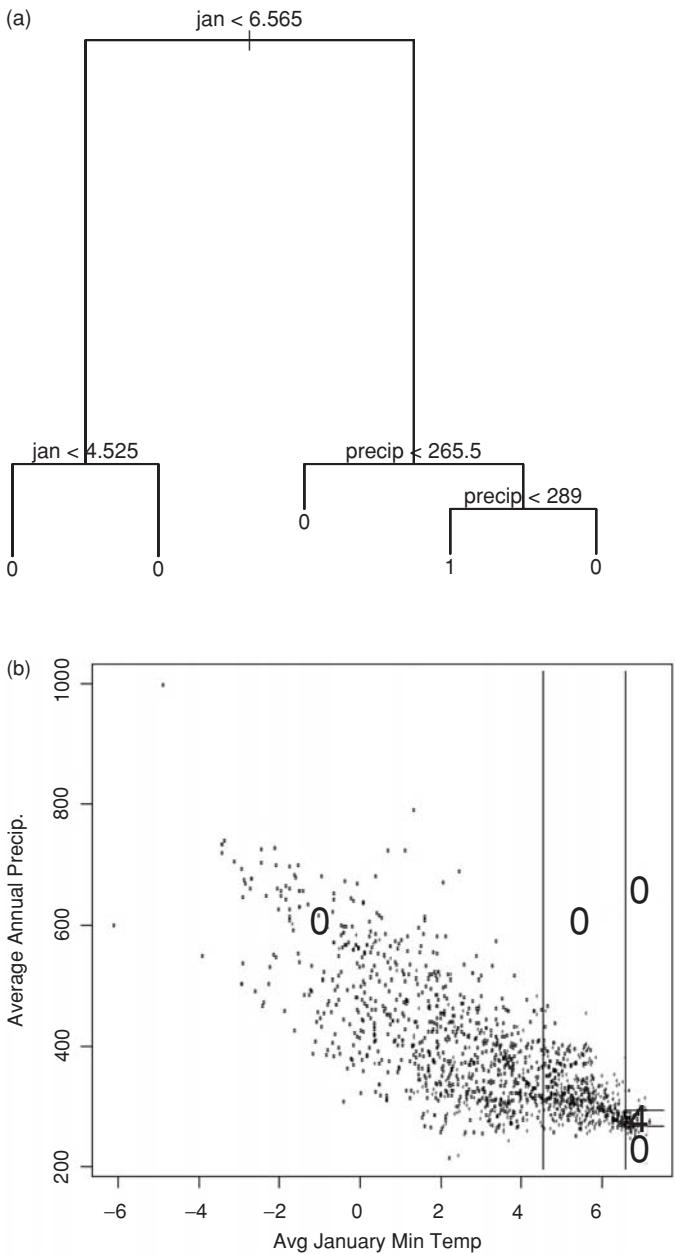 (a)
jan < 6.565
jan < 4.525
precip < 265.5
0
precip < 289
0
0
1
0
(b)
1000
800
600
400
200
Average Annual Precip.
0
0
0
0
−6
−4
−2
0
2
4
6
Avg January Min Temp